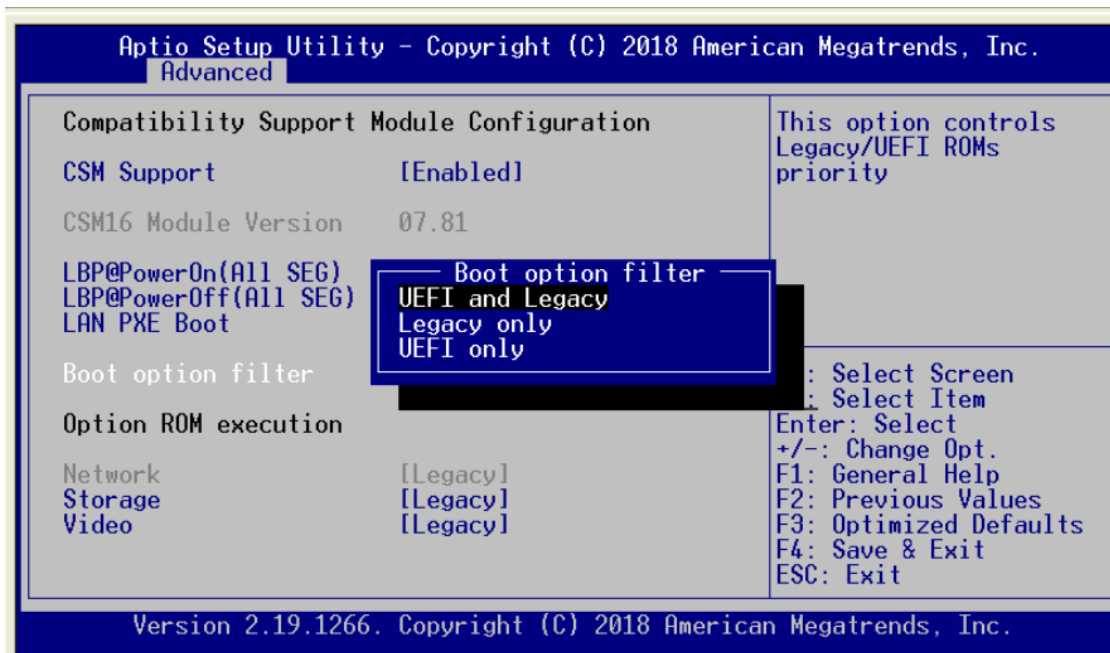 Aptio Setup Utility – Copyright (C) 2018 American Megatrends, Inc.
Advanced
Compatibility Support Module Configuration
CSM Support [Enabled]
CSM16 Module Version 07.81
LBP@PowerOn(All SEG)
LBP@PowerOff(All SEG)
LAN PXE Boot
Boot option filter
Option ROM execution
Network [Legacy]
Storage [Legacy]
Video [Legacy]
Boot option filter
UEFI and Legacy
Legacy only
UEFI only
This option controls
Legacy/UEFI ROMs
priority
: Select Screen
: Select Item
Enter: Select
+/-: Change Opt.
F1: General Help
F2: Previous Values
F3: Optimized Defaults
F4: Save & Exit
ESC: Exit
Version 2.19.1266. Copyright (C) 2018 American Megatrends, Inc.